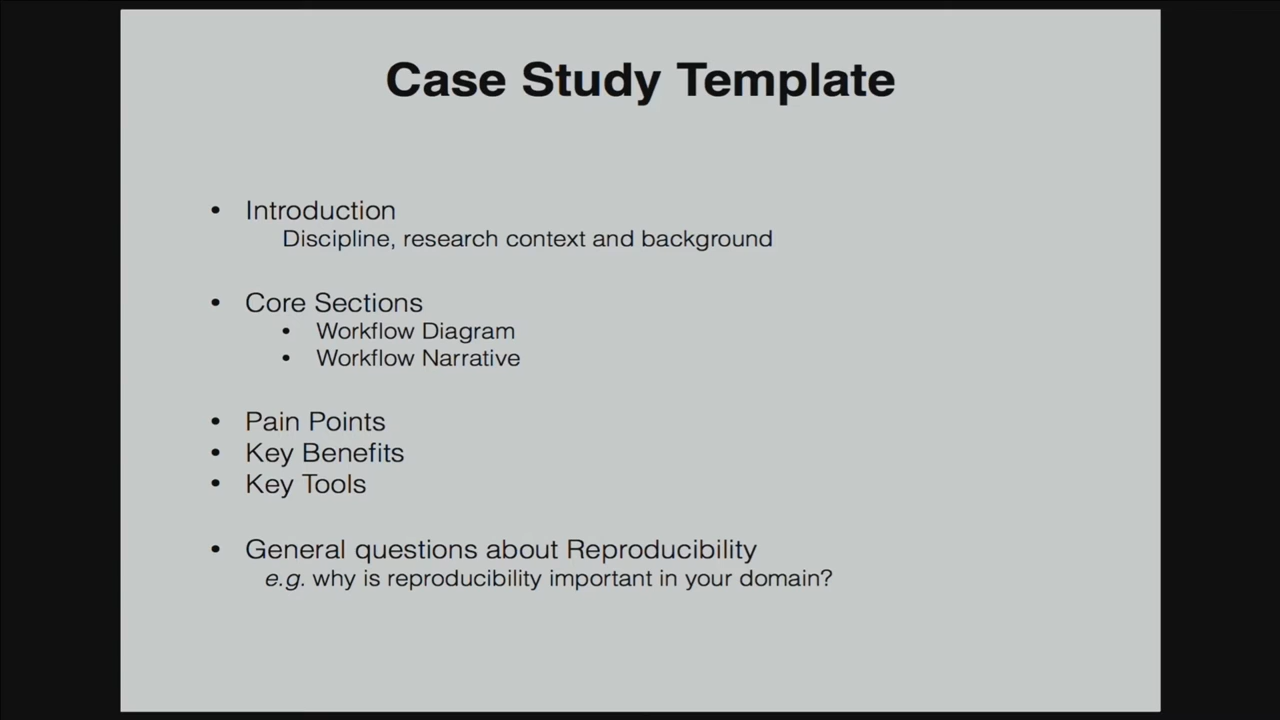 Case Study Template
• Introduction
Discipline, research context and background
• Core Sections
• Workflow Diagram
• Workflow Narrative
• Pain Points
• Key Benefits
• Key Tools
• General questions about Reproducibility
e.g. why is reproducibility important in your domain?